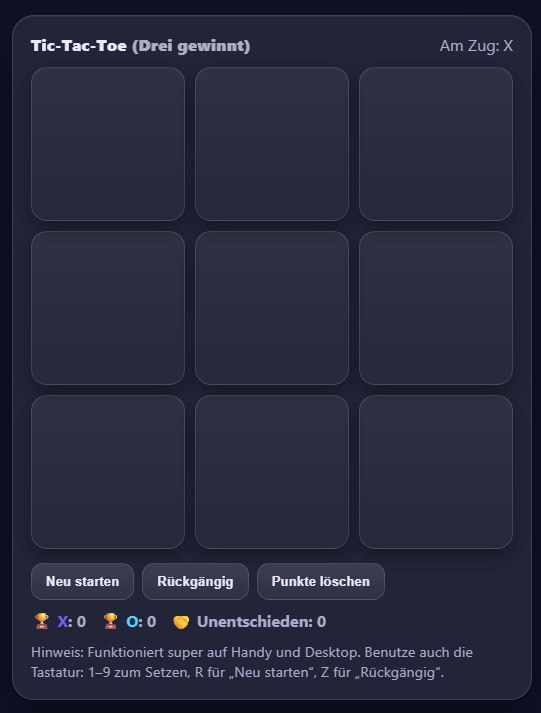 Tic-Tac-Toe (Drei gewinnt) Am Zug: X
Neu starten Rückgängig Punkte löschen
🏆 X: 0 🏆 O: 0 🤝 Unentschieden: 0
Hinweis: Funktioniert super auf Handy und Desktop. Benutze auch die
Tastatur: 1–9 zum Setzen, R für „Neu starten“, Z für „Rückgängig“.